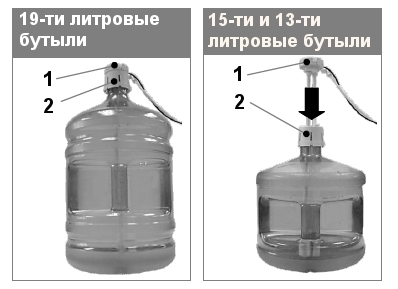 19-ти литровые
бутыли
1
2
15-ти и 13-ти
литровые бутыли
1
2